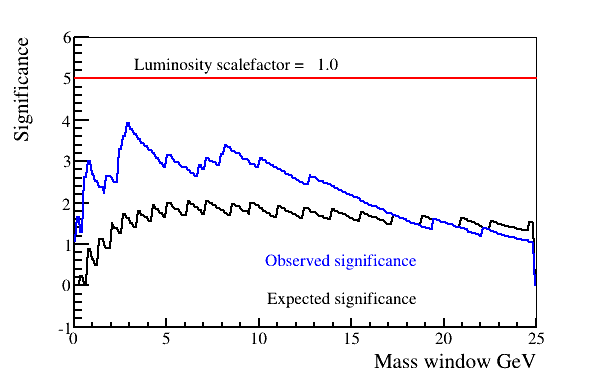 Significance
6
Luminosity scalefactor = 1.0
5
4
3
2
1
Observed significance
0
Expected significance
-1
0 5 10 15 20 25
Mass window GeV